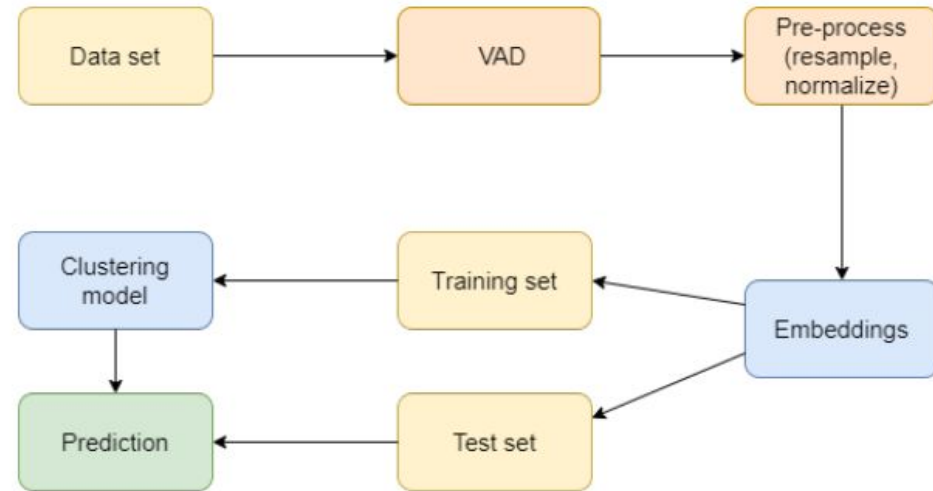 Data set
VAD
Pre-process
(resample,
normalize)
Clustering
model
Training set
Embeddings
Prediction
Test set